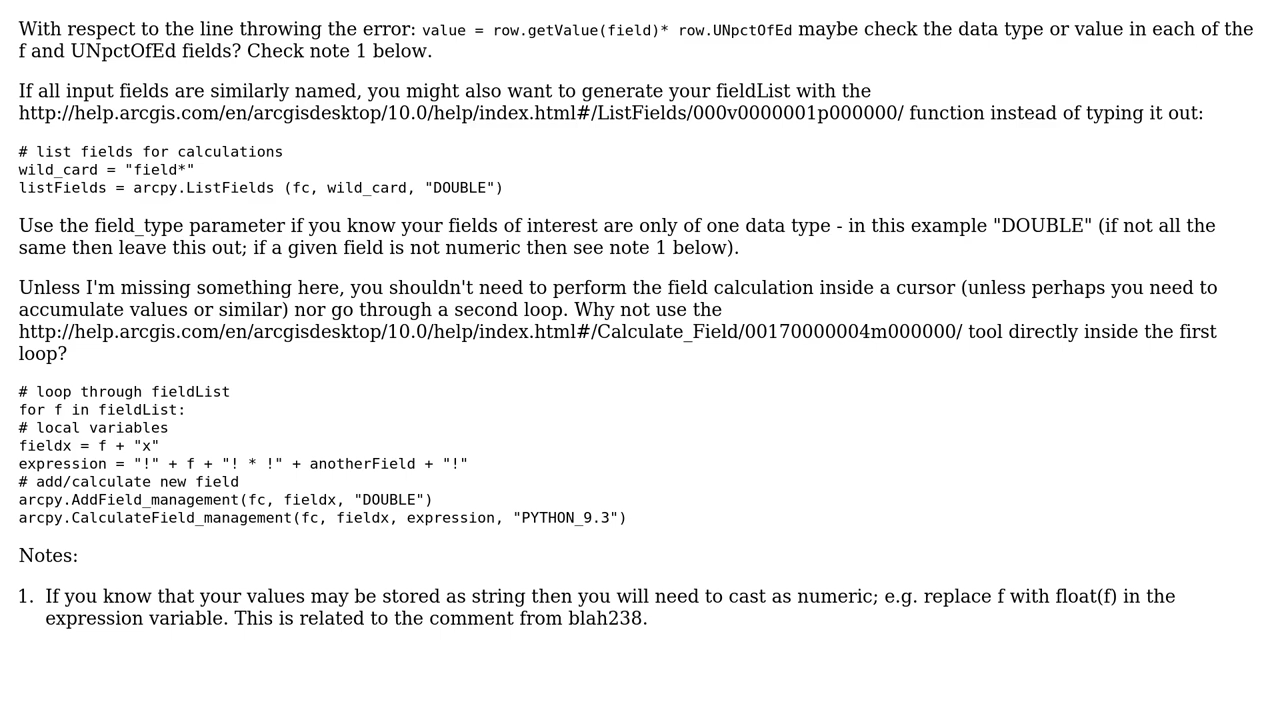 With respect to the line throwing the error: value = row.getValue(field)* row.UNpctOfEd maybe check the data type or value in each of the
f and UNpctOfEd fields? Check note 1 below.
If all input fields are similarly named, you might also want to generate your fieldList with the
http://help.arcgis.com/en/arcgisdesktop/10.0/help/index.html#/ListFields/000v0000001p000000/ function instead of typing it out:
# list fields for calculations
wild_card = "field*"
listFields = arcpy.ListFields (fc, wild_card, "DOUBLE")
Use the field_type parameter if you know your fields of interest are only of one data type - in this example "DOUBLE" (if not all the
same then leave this out; if a given field is not numeric then see note 1 below).
Unless I'm missing something here, you shouldn't need to perform the field calculation inside a cursor (unless perhaps you need to
accumulate values or similar) nor go through a second loop. Why not use the
http://help.arcgis.com/en/arcgisdesktop/10.0/help/index.html#/Calculate_Field/00170000004m000000/ tool directly inside the first
loop?
# loop through fieldList
for f in fieldList:
# local variables
fieldx = f + "x"
expression = "!" + f + "! * !" + anotherField + "!"
# add/calculate new field
arcpy.AddField_management(fc, fieldx, "DOUBLE")
arcpy.CalculateField_management(fc, fieldx, expression, "PYTHON_9.3")
Notes:
1. If you know that your values may be stored as string then you will need to cast as numeric; e.g. replace f with float(f) in the
expression variable. This is related to the comment from blah238.